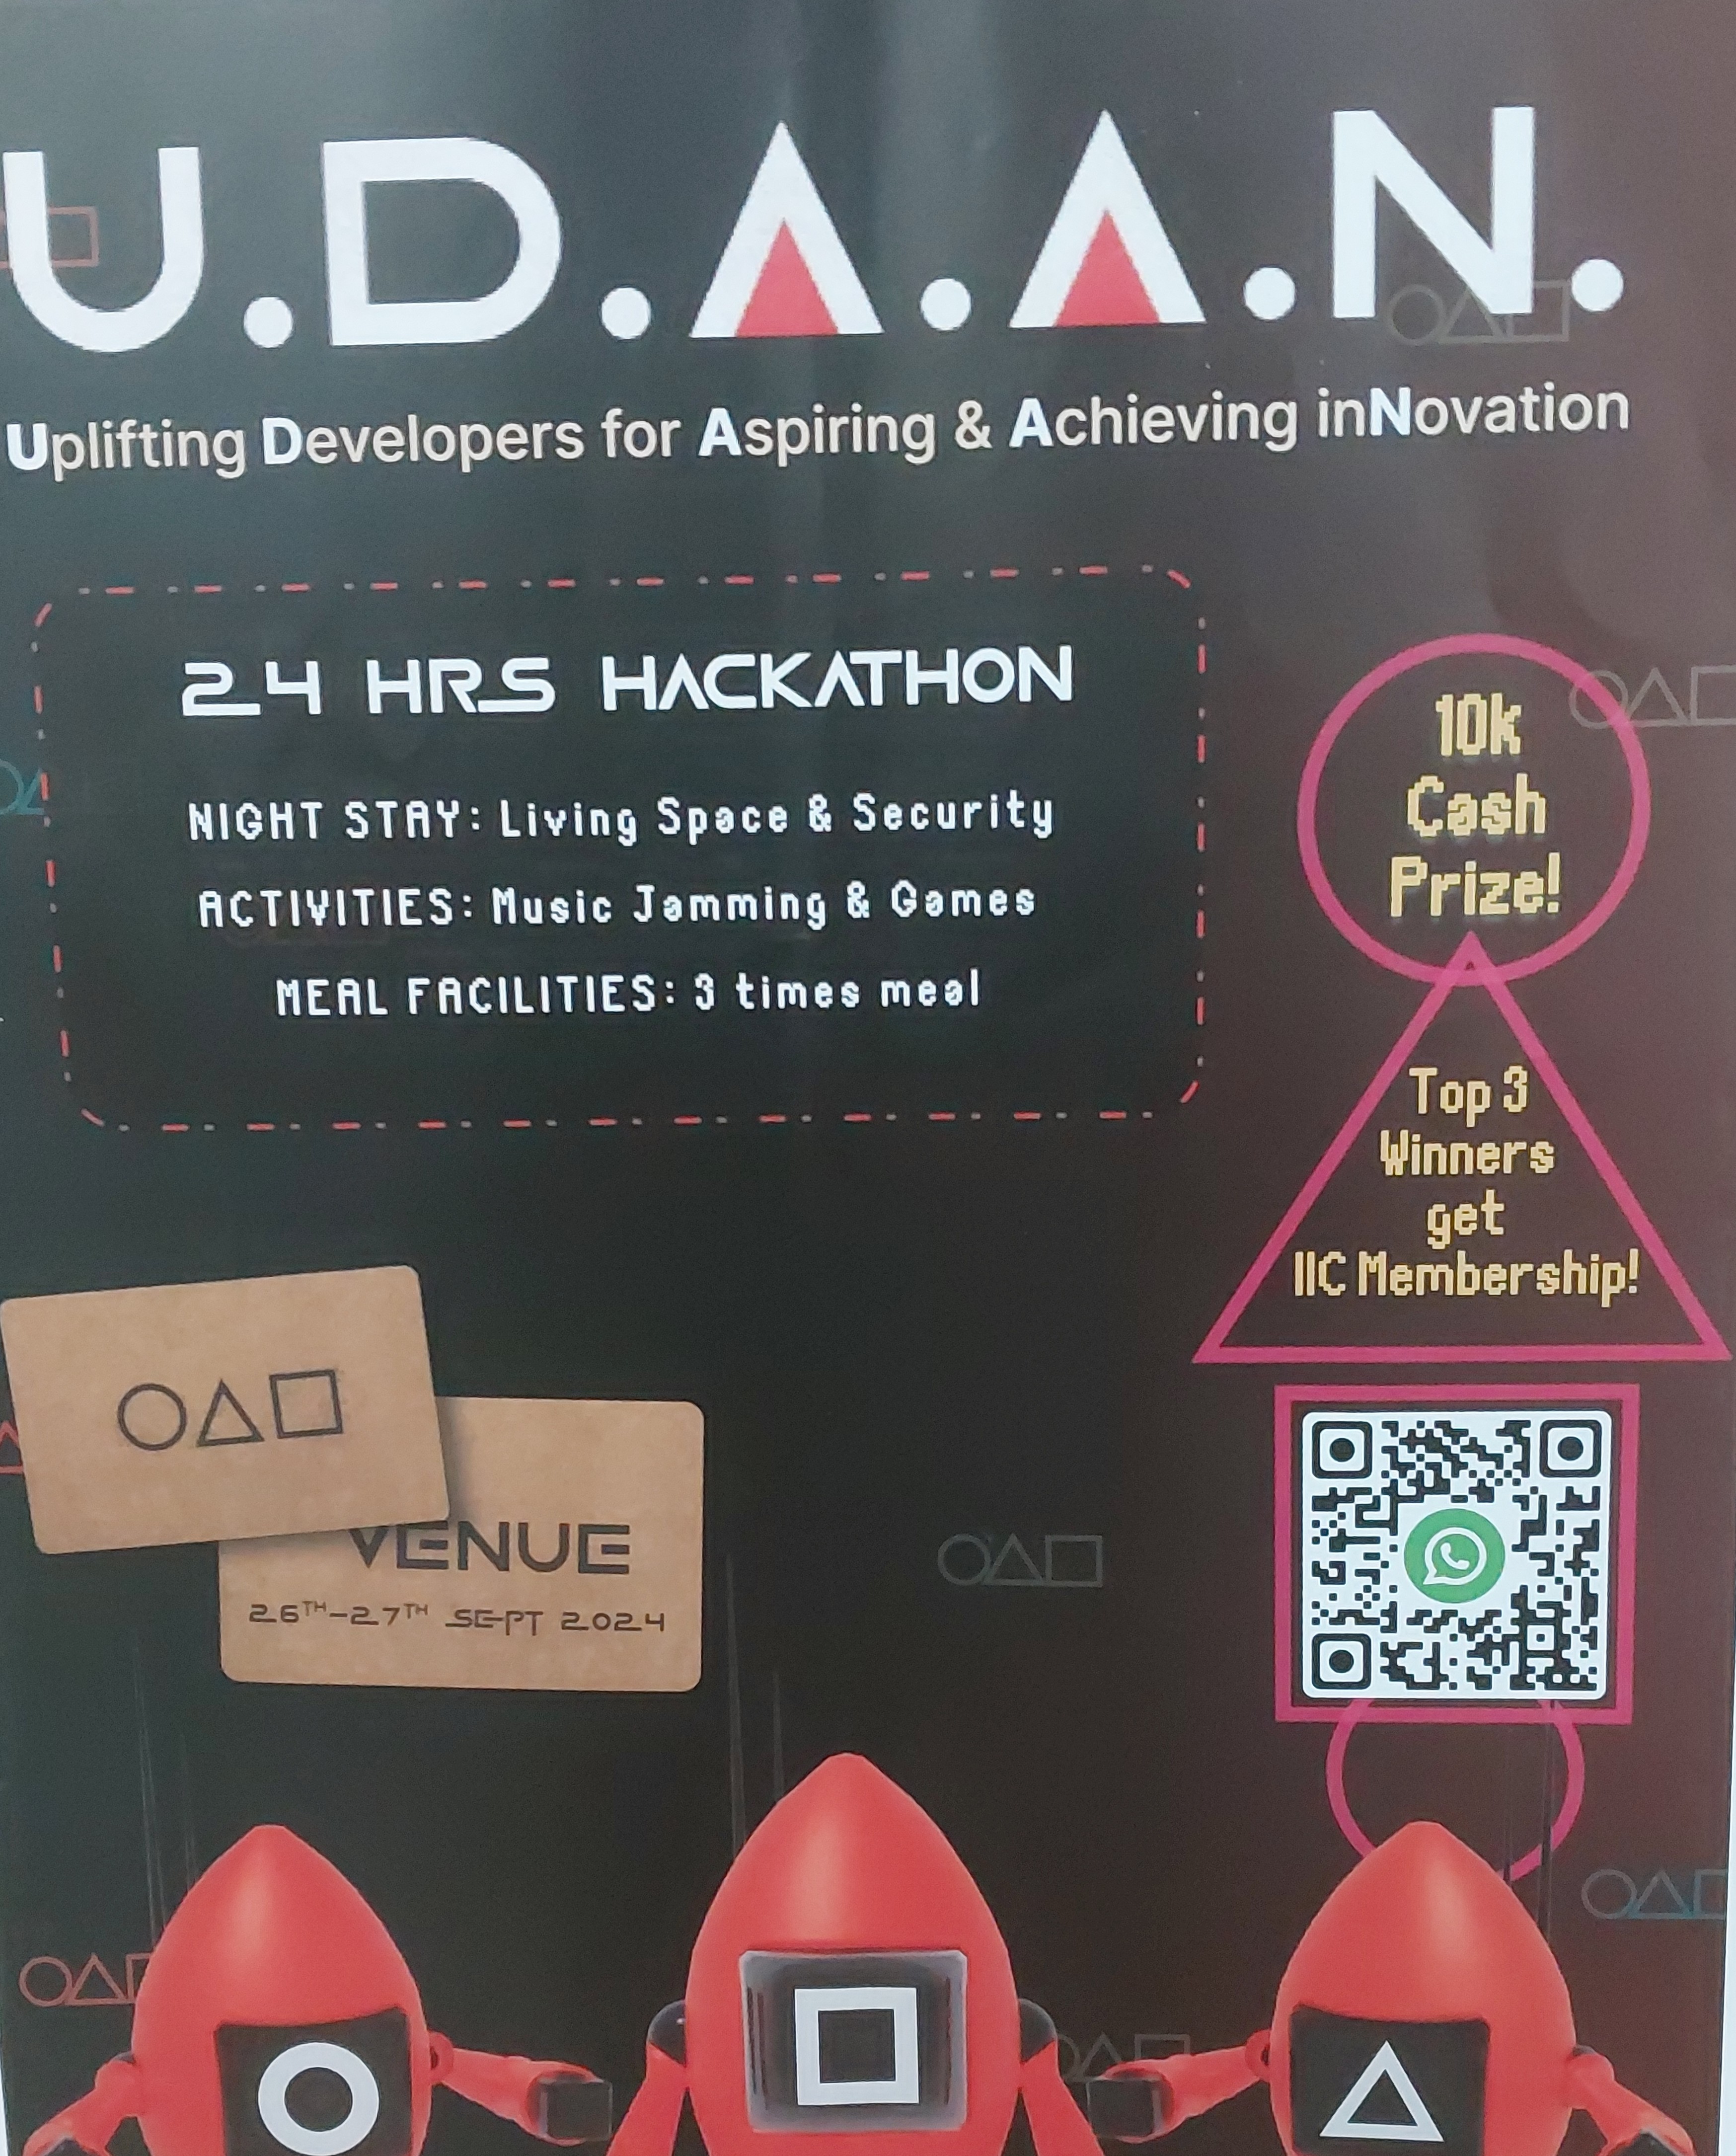 U.D.A.A.N.
Uplifting Developers for Aspiring & Achieving inNovation
24 HRS HACKATHON
NIGHT STAY: Living Space & Security
ACTIVITIES: Music Jamming & Games
MEAL FACILITIES: 3 times meal
10k
Cash
Prize!
Top 3
Winners
get
IIC Membership!
VENUE
26TH-27TH SEPT 2024